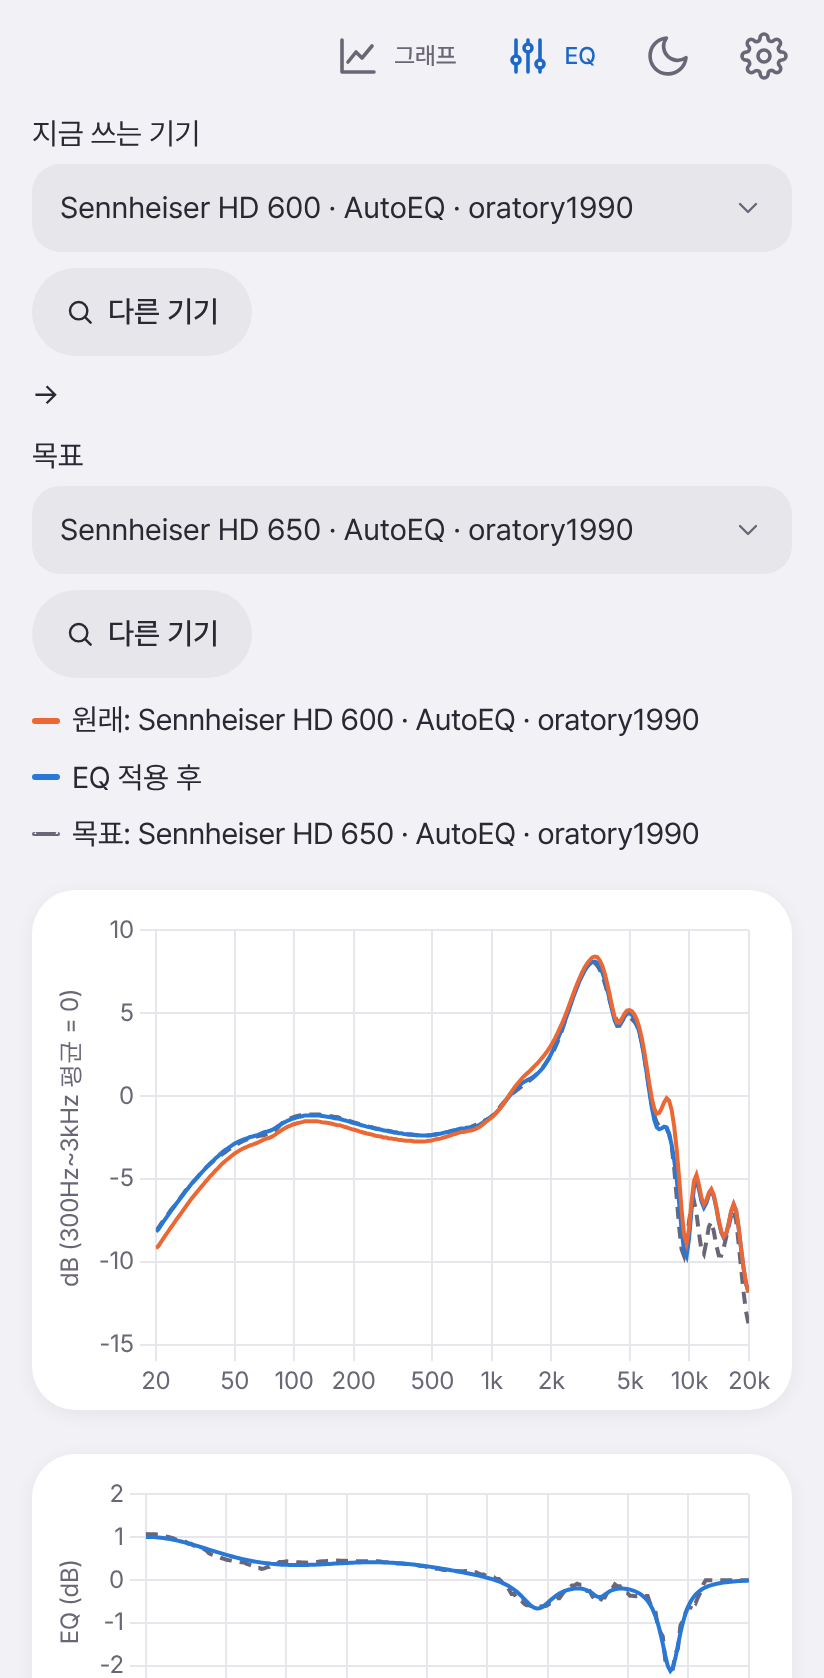 그래프 EQ
지금 쓰는 기기
Sennheiser HD 600 · AutoEQ · oratory1990
다른 기기
→
목표
Sennheiser HD 650 · AutoEQ · oratory1990
다른 기기
원래: Sennheiser HD 600 · AutoEQ · oratory1990
EQ 적용 후
목표: Sennheiser HD 650 · AutoEQ · oratory1990
dB (300Hz~3kHz 평균 = 0)
10
5
0
-5
-10
-15
20 50 100 200 500 1k 2k 5k 10k 20k
EQ (dB)
2
1
0
-1
-2